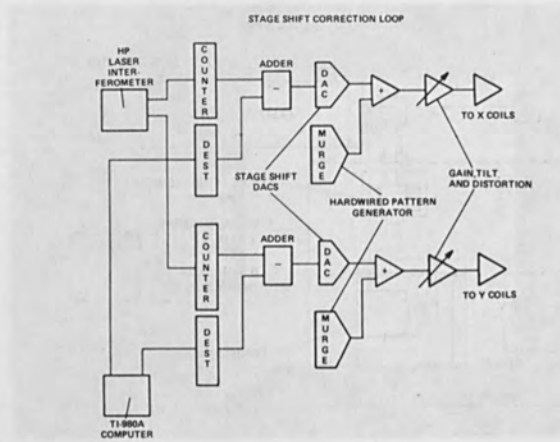 STAGE SHIFT CORRECTION LOOP
HP
LASER
INTER-
FEROMETER
COUNTER
ADDER
−
DAC
+
TO X COILS
DEST
MURGE
STAGE SHIFT
DACS
HARDWIRED PATTERN
GENERATOR
GAIN, TILT,
AND DISTORTION
COUNTER
ADDER
−
DAC
+
TO Y COILS
DEST
MURGE
TI-980A
COMPUTER